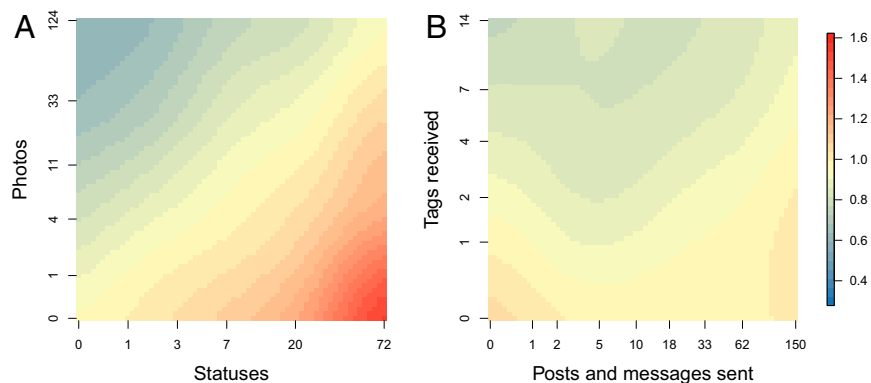 A
Photos
124
33
11
4
1
0
0 1 3 7 20 72
Statuses
B
Tags received
14
7
4
2
1
0
0 1 2 5 10 18 33 62 150
Posts and messages sent
1.6
1.4
1.2
1.0
0.8
0.6
0.4